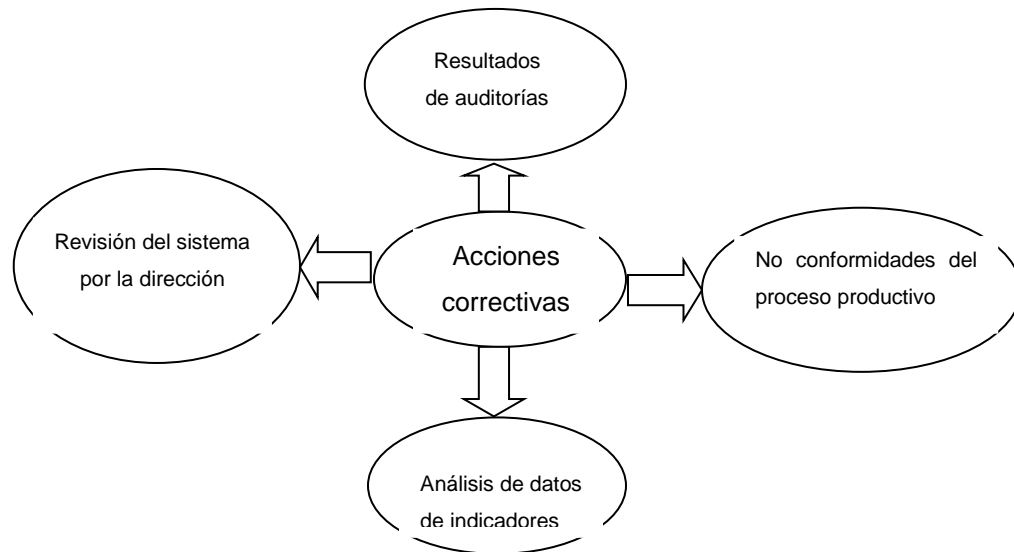 Resultados
de auditorías
Revisión del sistema
por la dirección
Acciones
correctivas
No conformidades del
proceso productivo
Análisis de datos
de indicadores